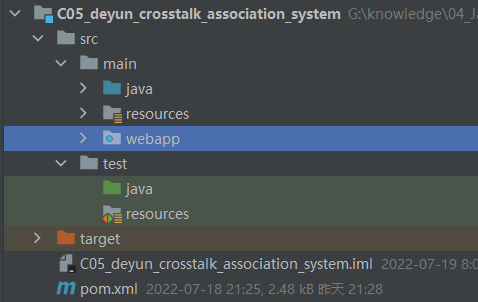 C05_deyun_crosstalk_association_system G:\knowledge\04_Ja
src
main
java
resources
webapp
test
java
resources
target
C05_deyun_crosstalk_association_system.iml 2022-07-19 8:0
pom.xml 2022-07-18 21:25, 2.48 kB 昨天 21:28